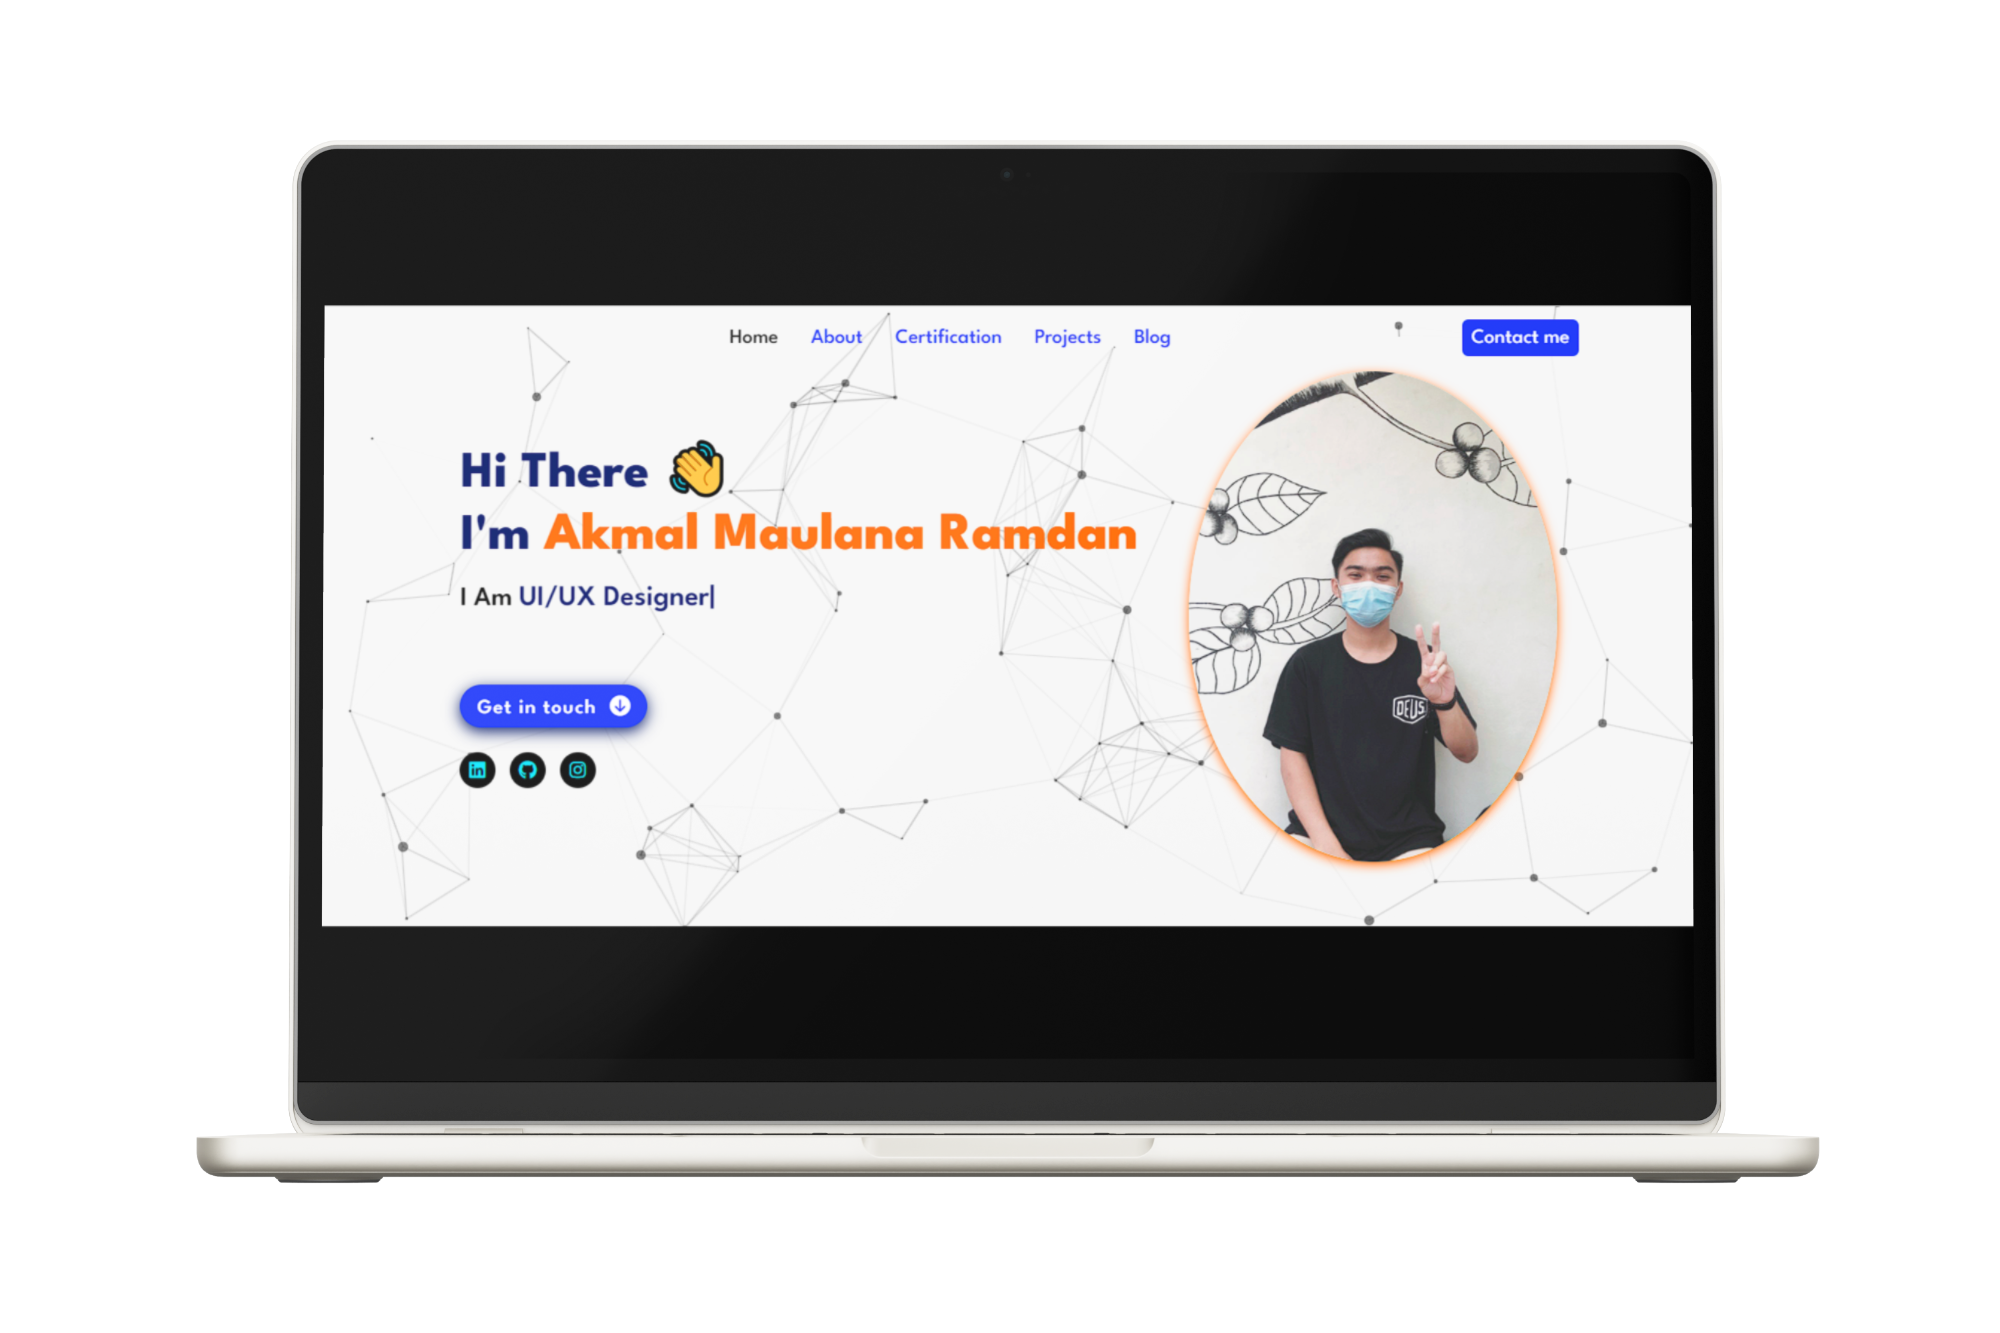 Home About Certification Projects Blog Contact me
Hi There
I'm Akmal Maulana Ramdan
I Am UI/UX Designer|
Get in touch
in
DEUS